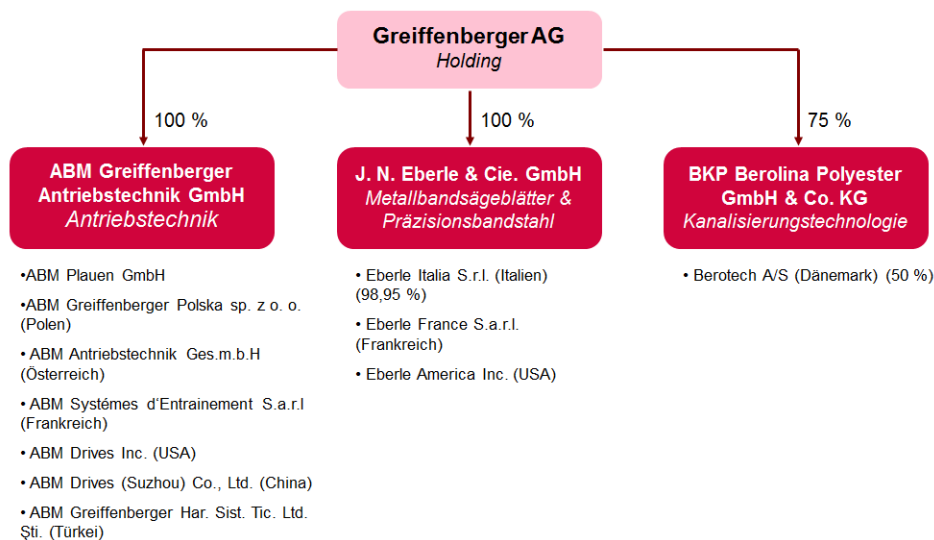 Greiffenberger AG
Holding
100 %
100 %
75 %
ABM Greiffenberger
Antriebstechnik GmbH
Antriebstechnik
J. N. Eberle & Cie. GmbH
Metallbandsägeblätter &
Präzisionsbandstahl
BKP Berolina Polyester
GmbH & Co. KG
Kanalisierungstechnologie
•ABM Plauen GmbH
•ABM Greiffenberger Polska sp. z o. o.
(Polen)
• ABM Antriebstechnik Ges.m.b.H
(Österreich)
• ABM Systémes d‘Entrainement S.a.r.l
(Frankreich)
• ABM Drives Inc. (USA)
• ABM Drives (Suzhou) Co., Ltd. (China)
• ABM Greiffenberger Har. Sist. Tic. Ltd.
Şti. (Türkei)
• Eberle Italia S.r.l. (Italien)
(98,95 %)
• Eberle France S.a.r.l.
(Frankreich)
• Eberle America Inc. (USA)
• Berotech A/S (Dänemark) (50 %)